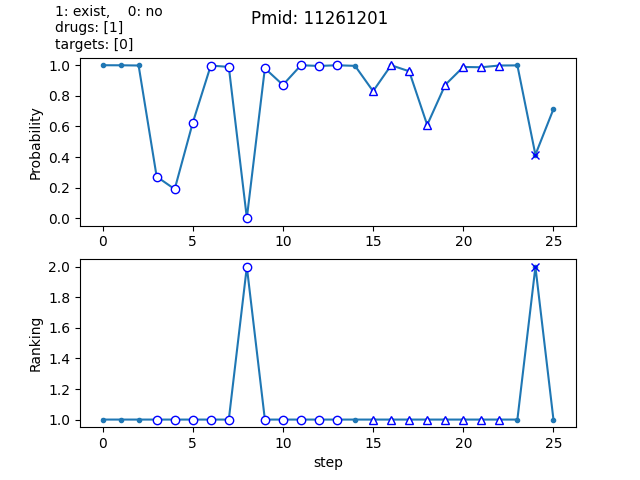 1: exist,    0: no
drugs: [1]
targets: [0]
Pmid: 11261201
1.0
0.8
0.6
0.4
0.2
0.0
Probability
0 5 10 15 20 25
2.0
1.8
1.6
1.4
1.2
1.0
Ranking
0 5 10 15 20 25
step